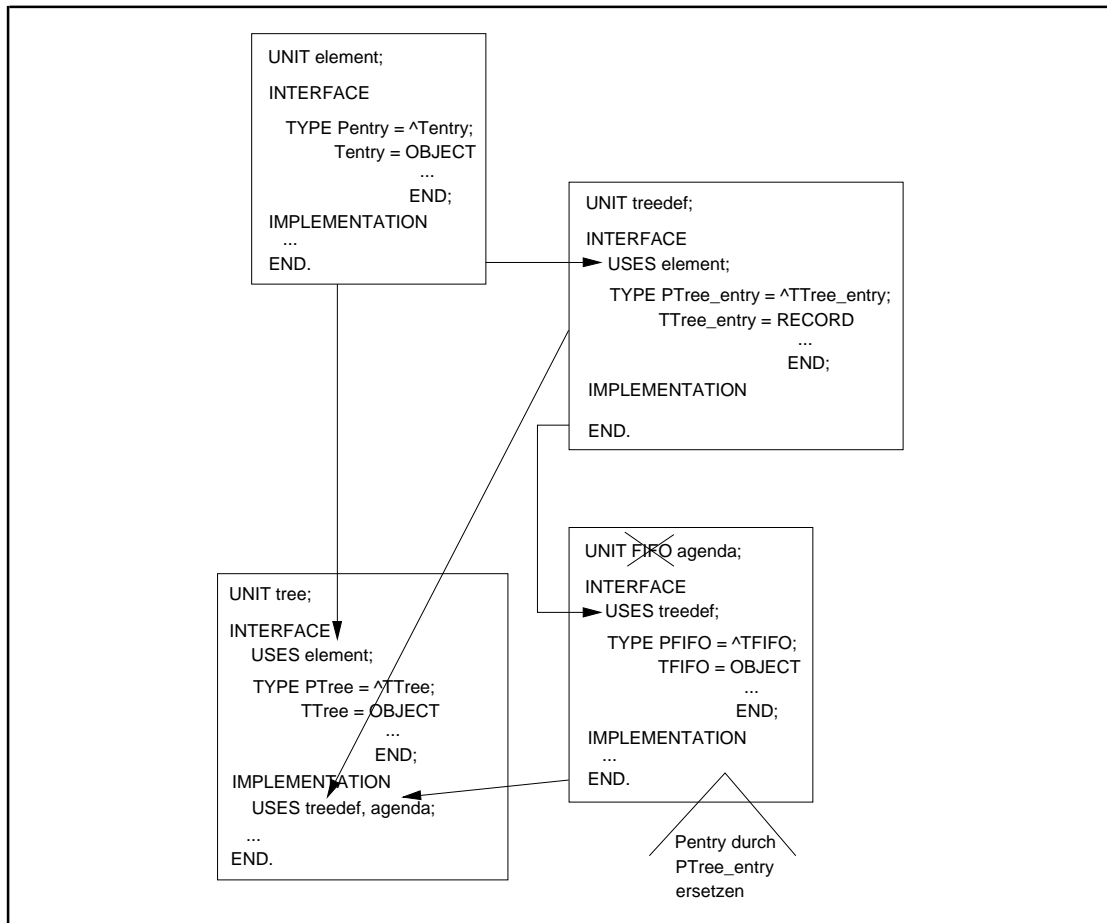 UNIT element;
INTERFACE
TYPE Pentry = ^Tentry;
Tentry = OBJECT
...
END;
IMPLEMENTATION
...
END.
UNIT treedef;
INTERFACE
USES element;
TYPE PTree_entry = ^TTree_entry;
TTree_entry = RECORD
...
END;
IMPLEMENTATION
END.
UNIT tree;
INTERFACE
USES element;
TYPE PTree = ^TTree;
TTree = OBJECT
...
END;
IMPLEMENTATION
USES treedef, agenda;
...
END.
UNIT FIFO agenda;
INTERFACE
USES treedef;
TYPE PFIFO = ^TFIFO;
TFIFO = OBJECT
...
END;
IMPLEMENTATION
...
END.
Pentry durch
PTree_entry
ersetzen